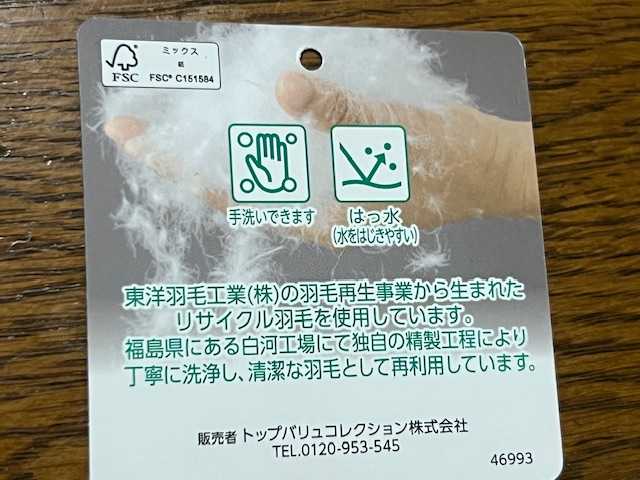 ミックス
紙
FSC
FSC® C151584
手洗いできます
はっ水
(水をはじきやすい)
東洋羽毛工業(株)の羽毛再生事業から生まれた
リサイクル羽毛を使用しています。
福島県にある白河工場にて独自の精製工程により
丁寧に洗浄し、清潔な羽毛として再利用しています。
販売者 トップバリュコレクション株式会社
TEL.0120-953-545
46993